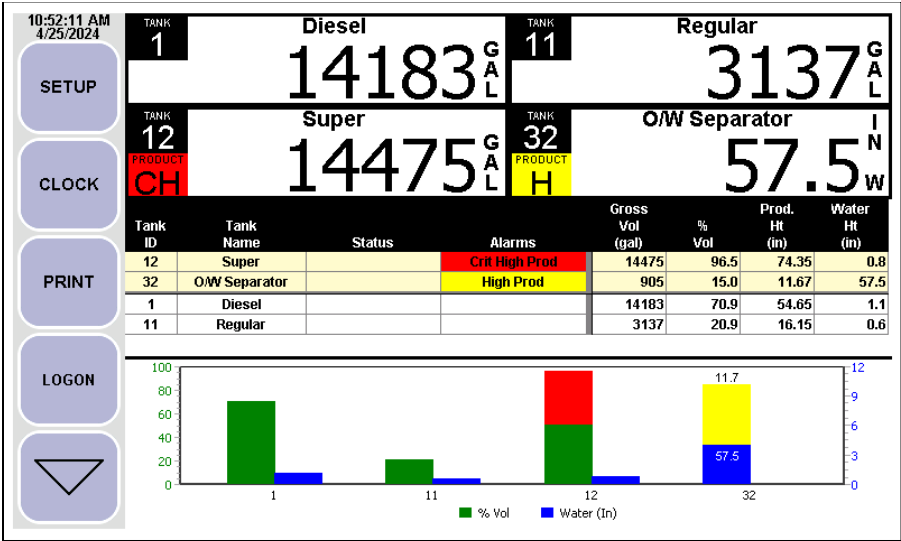 10:52:11 AM
4/25/2024
SETUP
CLOCK
PRINT
LOGON
TANK
1
Diesel
14183
GAL
TANK
11
Regular
3137
GAL
TANK
12
PRODUCT
CH
Super
14475
GAL
TANK
32
PRODUCT
H
O/W Separator
57.5
IN
W
Tank ID Tank Name Status Alarms Gross Vol (gal) % Vol Prod. Ht (in) Water Ht (in)
12 Super Crit High Prod 14475 96.5 74.35 0.8
32 O/W Separator High Prod 905 15.0 11.67 57.5
1 Diesel 14183 70.9 54.65 1.1
11 Regular 3137 20.9 16.15 0.6
100 12
80 9
60
40 6
20 3
0 0
11.7
57.5
1 11 12 32
% Vol Water (In)